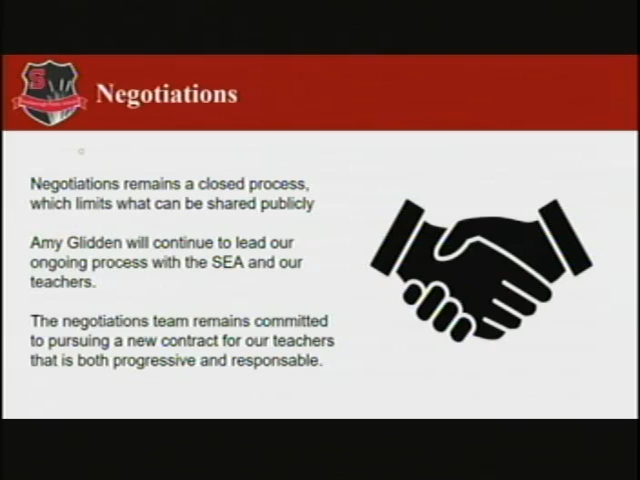 S
Negotiations
Negotiations remains a closed process,
which limits what can be shared publicly
Amy Glidden will continue to lead our
ongoing process with the SEA and our
teachers.
The negotiations team remains committed
to pursuing a new contract for our teachers
that is both progressive and responsible.